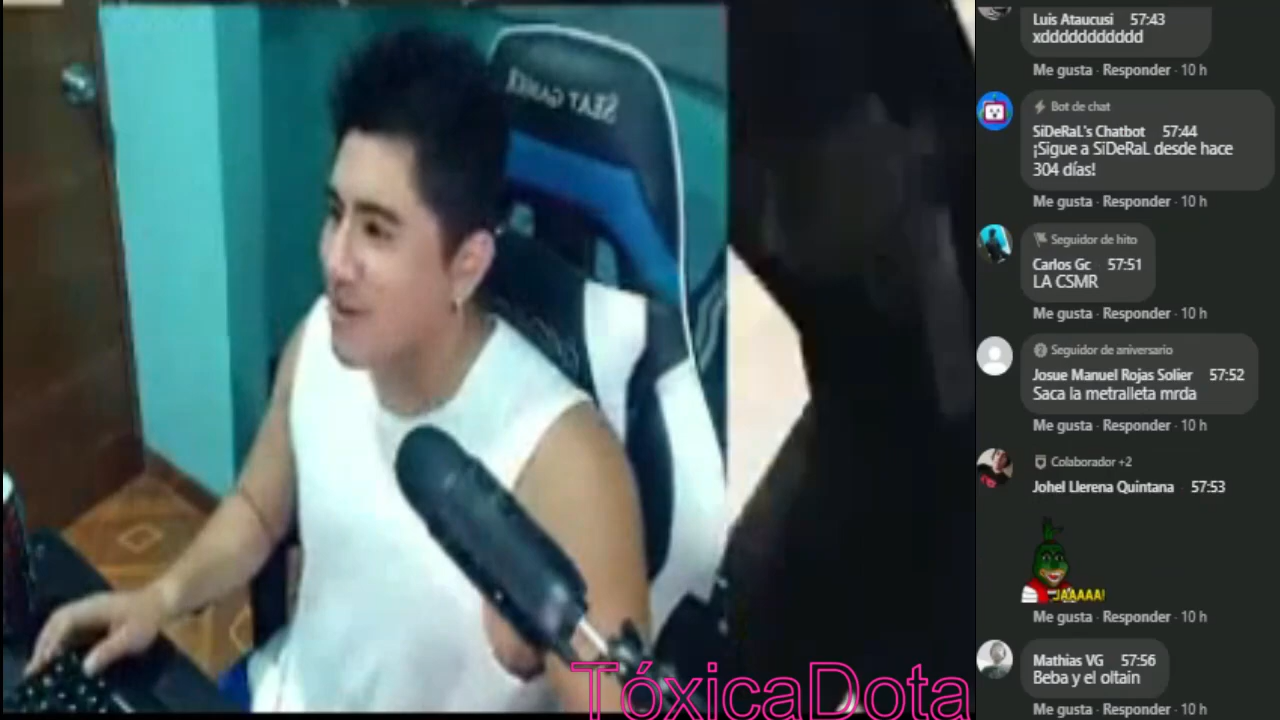 SEAT GAMER
TóxicaDota
Luis Ataucusi 57:43
xddddddddddd
Me gusta · Responder · 10 h
Bot de chat
SiDeRaL's Chatbot 57:44
¡Sigue a SiDeRaL desde hace
304 días!
Me gusta · Responder · 10 h
Seguidor de hito
Carlos Gc 57:51
LA CSMR
Me gusta · Responder · 10 h
2 Seguidor de aniversario
Josue Manuel Rojas Solier 57:52
Saca la metralleta mrda
Me gusta · Responder · 10 h
Colaborador +2
Johel Llerena Quintana 57:53
JAAAAA!
Me gusta · Responder · 10 h
Mathias VG 57:56
Beba y el oltain
Me gusta · Responder · 10 h